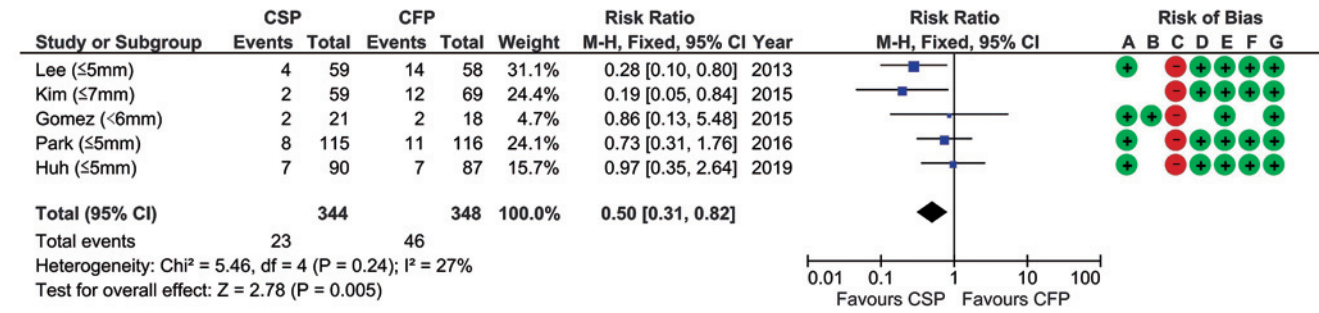 CSP CFP Risk Ratio Risk Ratio Risk of Bias
Study or Subgroup Events Total Events Total Weight M-H, Fixed, 95% CI Year M-H, Fixed, 95% CI A B C D E F G
Lee (≤5mm) 4 59 14 58 31.1% 0.28 [0.10, 0.80] 2013 + − + + + +
Kim (≤7mm) 2 59 12 69 24.4% 0.19 [0.05, 0.84] 2015 − + + + +
Gomez (<6mm) 2 21 2 18 4.7% 0.86 [0.13, 5.48] 2015 + + − + +
Park (≤5mm) 8 115 11 116 24.1% 0.73 [0.31, 1.76] 2016 + − + + + +
Huh (≤5mm) 7 90 7 87 15.7% 0.97 [0.35, 2.64] 2019 + − + + + +
Total (95% CI) 344 348 100.0% 0.50 [0.31, 0.82]
Total events 23 46
Heterogeneity: Chi² = 5.46, df = 4 (P = 0.24); I² = 27%
Test for overall effect: Z = 2.78 (P = 0.005)
0.01 0.1 1 10 100
Favours CSP Favours CFP